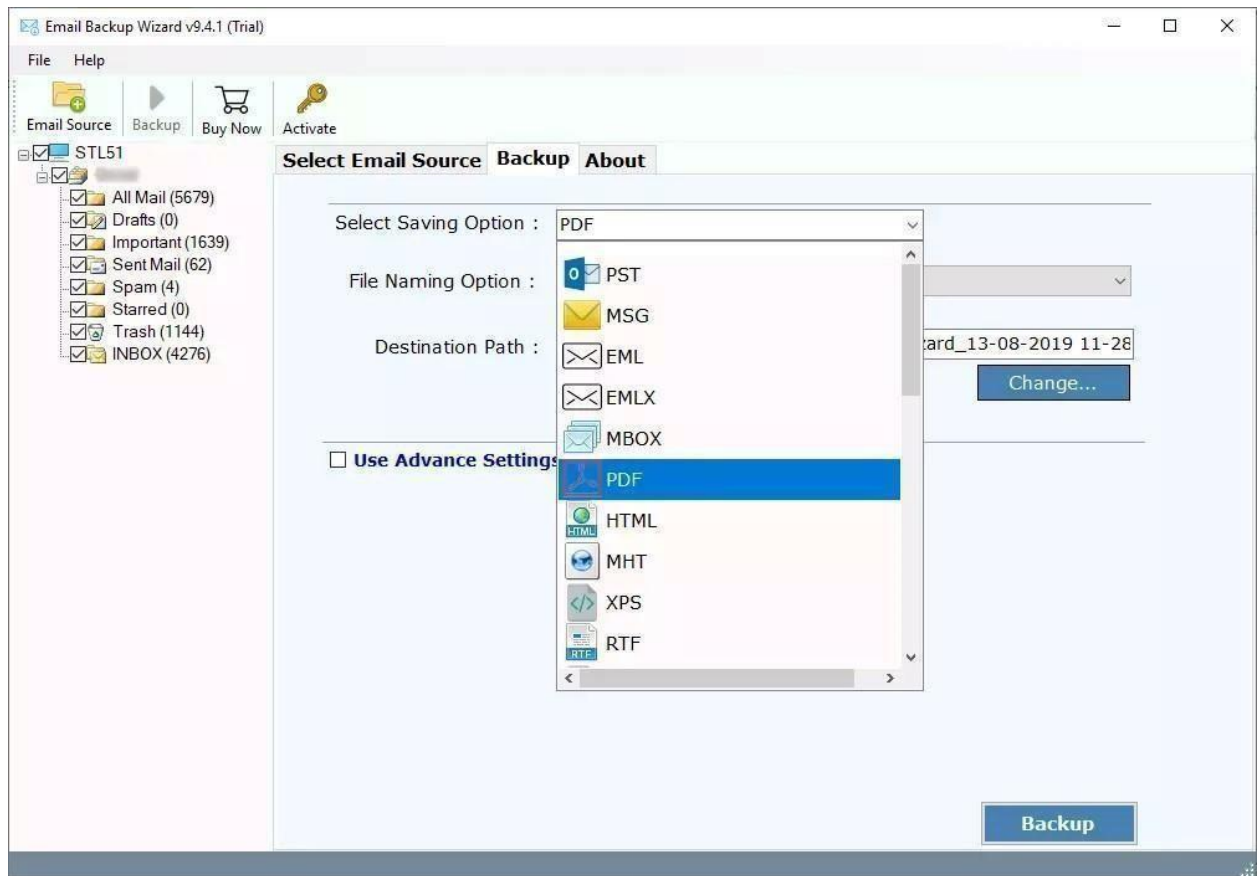 Email Backup Wizard v9.4.1 (Trial)
File Help
Email Source Backup Buy Now Activate
STL51
All Mail (5679)
Drafts (0)
Important (1639)
Sent Mail (62)
Spam (4)
Starred (0)
Trash (1144)
INBOX (4276)
Select Email Source Backup About
Select Saving Option : PDF
File Naming Option :
Destination Path : zard_13-08-2019 11-28
Change...
Use Advance Settings
PST
MSG
EML
EMLX
MBOX
PDF
HTML
MHT
XPS
RTF
Backup